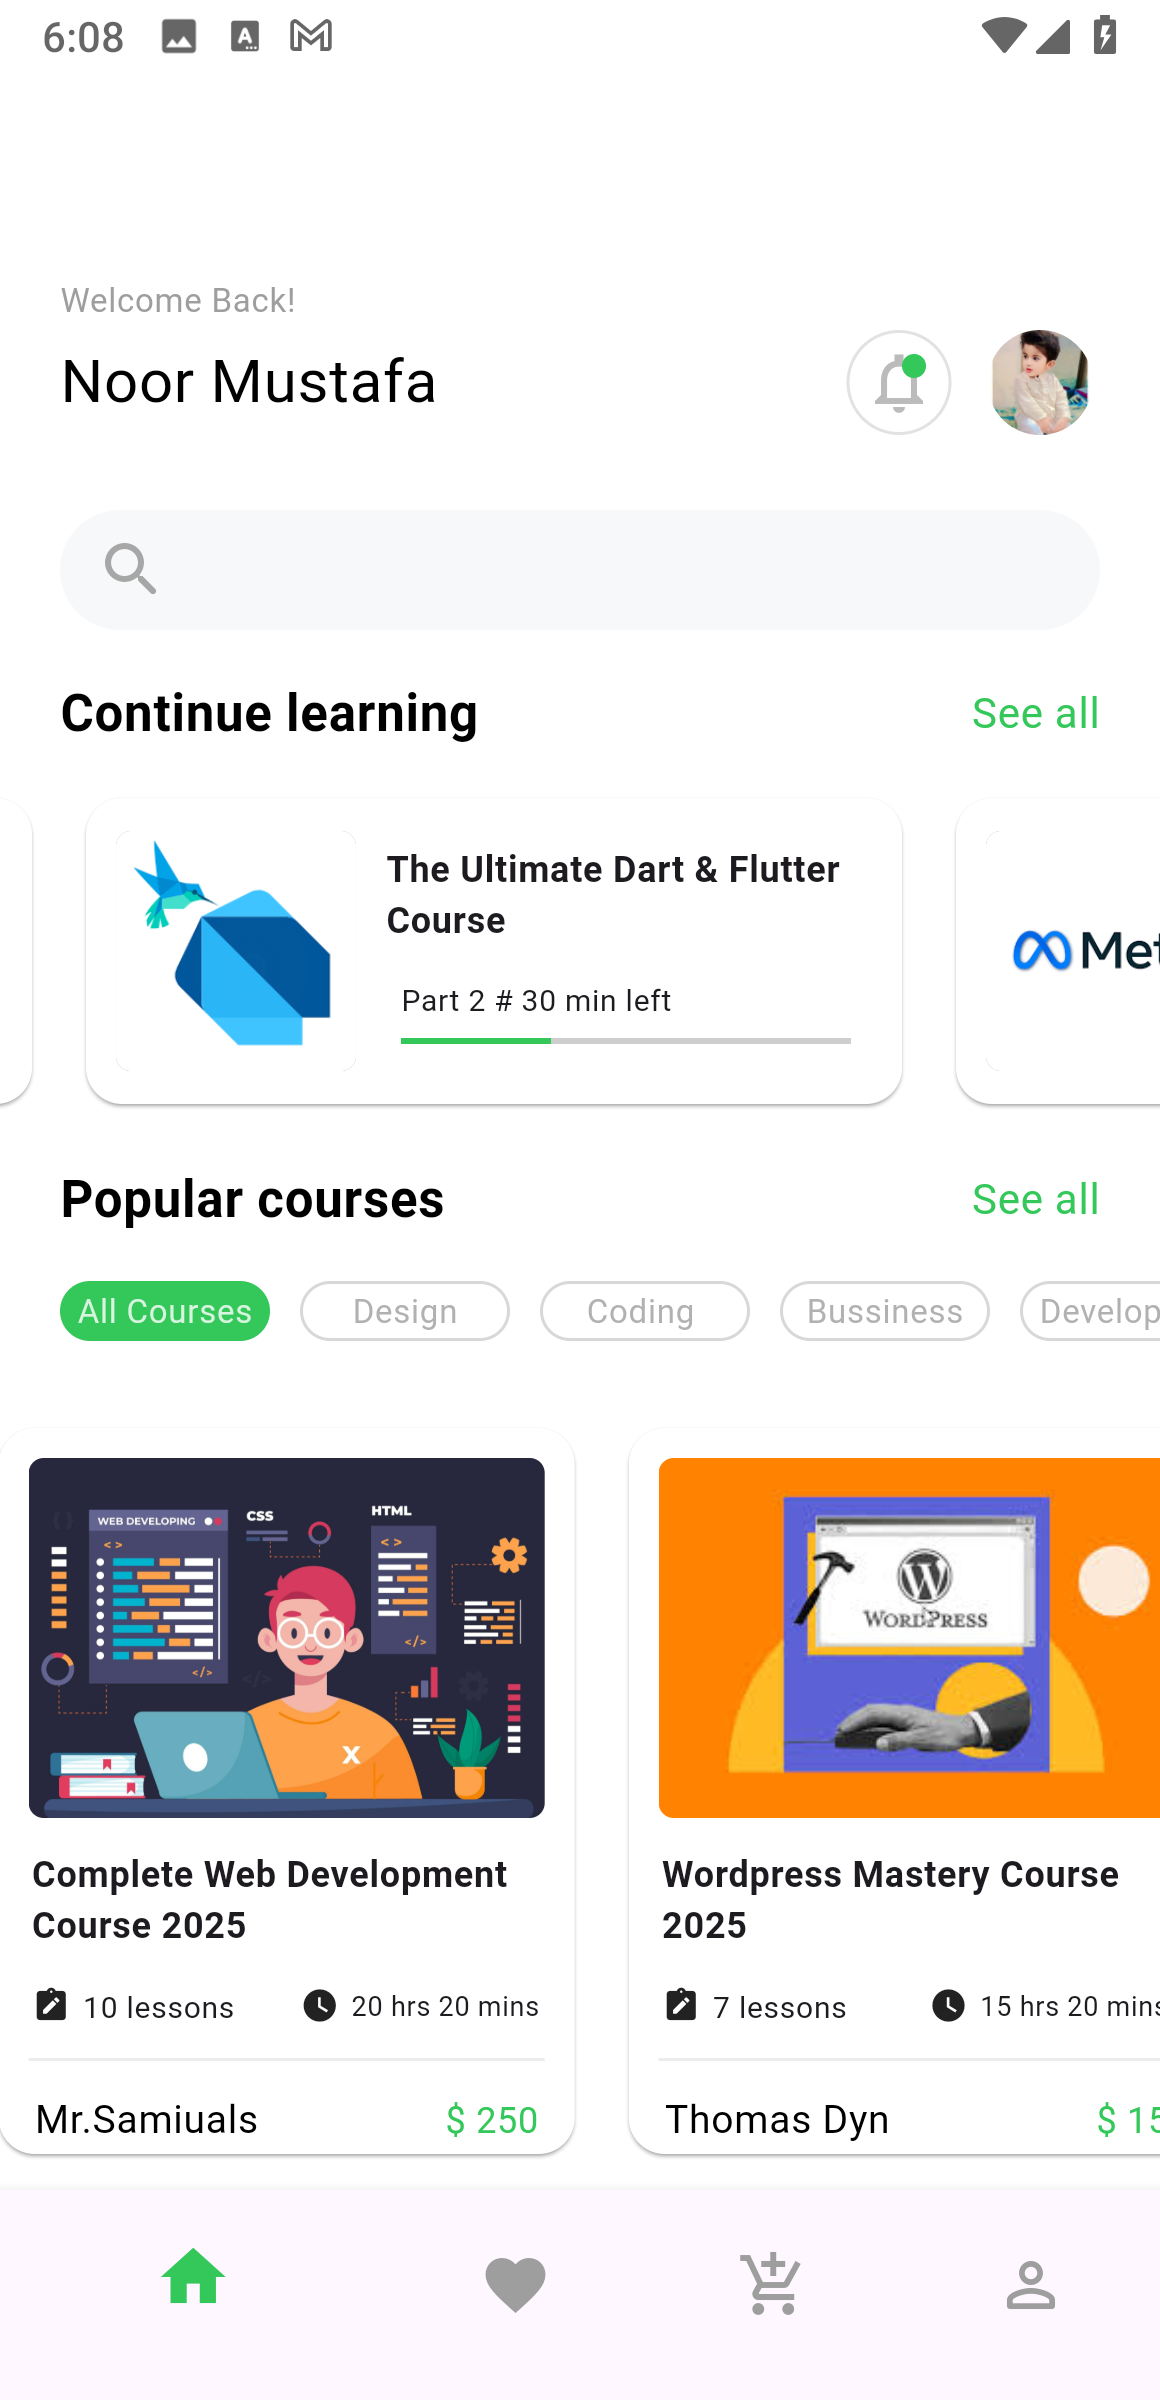 6:08
Welcome Back!
Noor Mustafa
Continue learning
See all
The Ultimate Dart & Flutter
Course
Part 2 # 30 min left
Met
Popular courses
See all
All Courses
Design
Coding
Bussiness
Develop
WEB DEVELOPING
CSS
HTML
< >
< >
</>
</>
</>
X
WORDPRESS
Complete Web Development
Course 2025
10 lessons
20 hrs 20 mins
Mr.Samiuals
$ 250
Wordpress Mastery Course
2025
7 lessons
15 hrs 20 mins
Thomas Dyn
$ 15